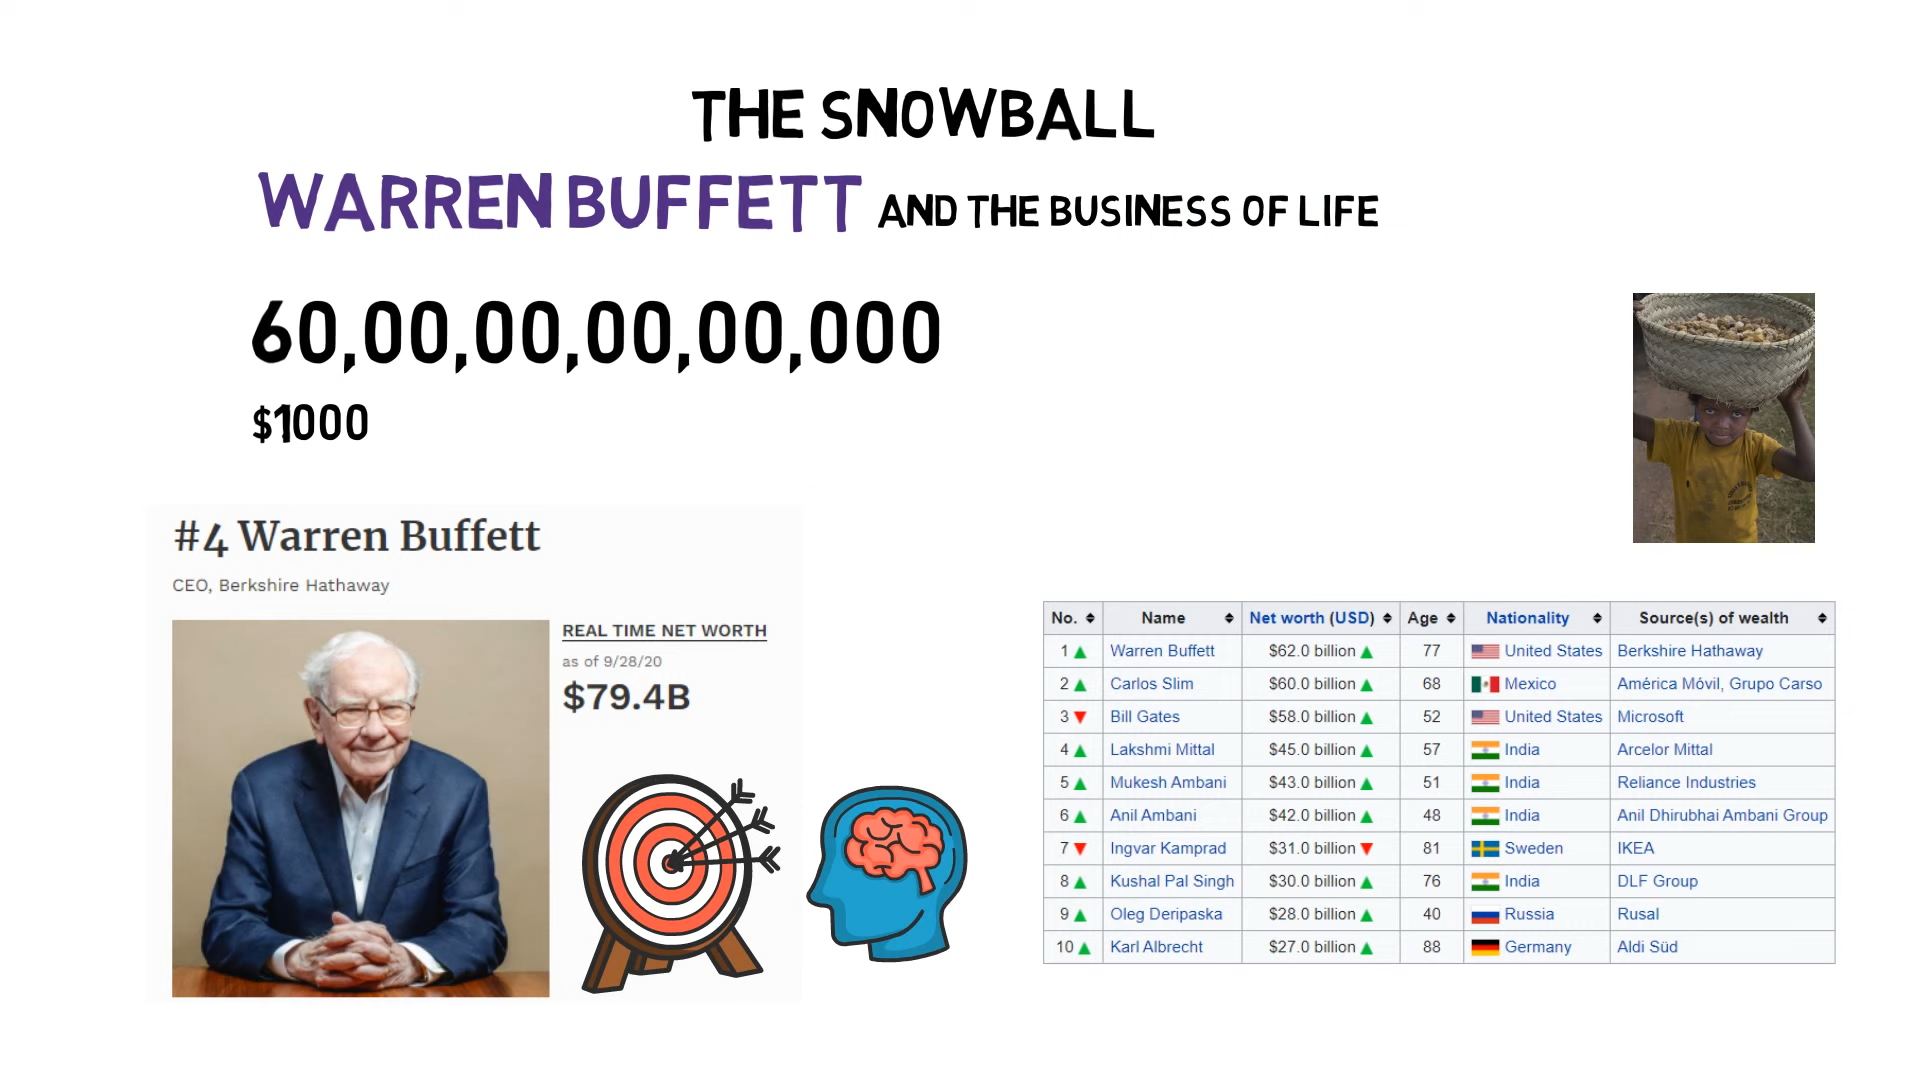 THE SNOWBALL
WARREN BUFFETT AND THE BUSINESS OF LIFE
60,00,00,00,00,000
$1000
#4 Warren Buffett
CEO, Berkshire Hathaway
REAL TIME NET WORTH
as of 9/28/20
$79.4B
No. Name Net worth (USD) Age Nationality Source(s) of wealth
1 Warren Buffett $62.0 billion 77 United States Berkshire Hathaway
2 Carlos Slim $60.0 billion 68 Mexico América Móvil, Grupo Carso
3 Bill Gates $58.0 billion 52 United States Microsoft
4 Lakshmi Mittal $45.0 billion 57 India Arcelor Mittal
5 Mukesh Ambani $43.0 billion 51 India Reliance Industries
6 Anil Ambani $42.0 billion 48 India Anil Dhirubhai Ambani Group
7 Ingvar Kamprad $31.0 billion 81 Sweden IKEA
8 Kushal Pal Singh $30.0 billion 76 India DLF Group
9 Oleg Deripaska $28.0 billion 40 Russia Rusal
10 Karl Albrecht $27.0 billion 88 Germany Aldi Süd